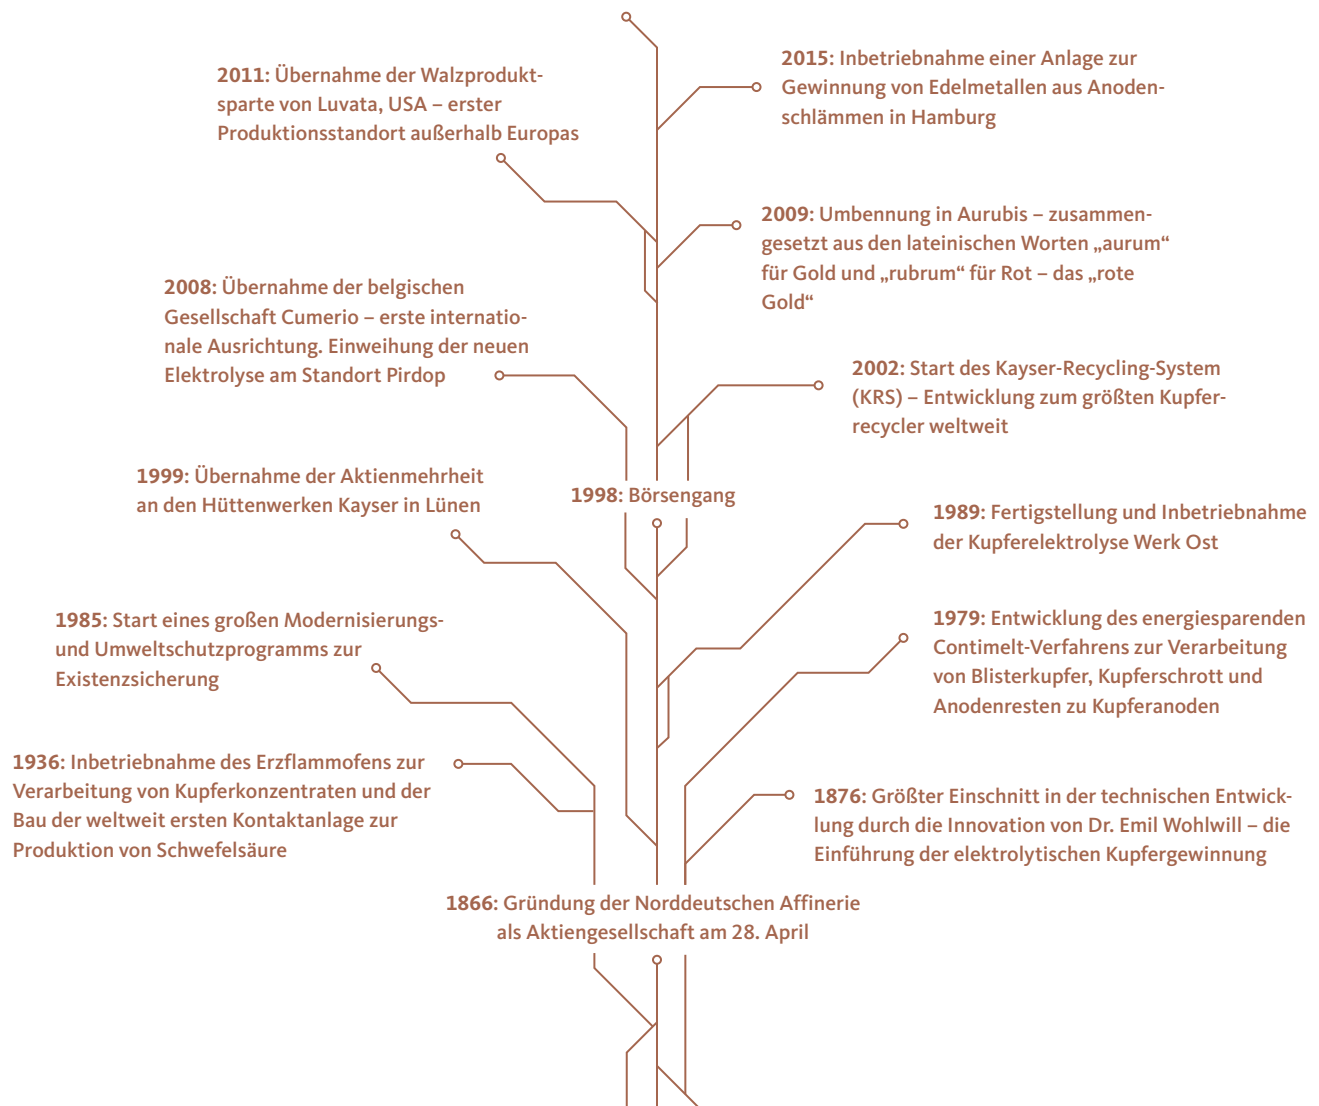 2015: Inbetriebnahme einer Anlage zur
Gewinnung von Edelmetallen aus Anoden-
schlämmen in Hamburg
2011: Übernahme der Walzprodukt-
sparte von Luvata, USA – erster
Produktionsstandort außerhalb Europas
2009: Umbennung in Aurubis – zusammen-
gesetzt aus den lateinischen Worten „aurum“
für Gold und „rubrum“ für Rot – das „rote
Gold“
2008: Übernahme der belgischen
Gesellschaft Cumerio – erste internatio-
nale Ausrichtung. Einweihung der neuen
Elektrolyse am Standort Pirdop
2002: Start des Kayser-Recycling-System
(KRS) – Entwicklung zum größten Kupfer-
recycler weltweit
1999: Übernahme der Aktienmehrheit
an den Hüttenwerken Kayser in Lünen
1998: Börsengang
1989: Fertigstellung und Inbetriebnahme
der Kupferelektrolyse Werk Ost
1985: Start eines großen Modernisierungs-
und Umweltschutzprogramms zur
Existenzsicherung
1979: Entwicklung des energiesparenden
Contimelt-Verfahrens zur Verarbeitung
von Blisterkupfer, Kupferschrott und
Anodenresten zu Kupferanoden
1936: Inbetriebnahme des Erzflammofens zur
Verarbeitung von Kupferkonzentraten und der
Bau der weltweit ersten Kontaktanlage zur
Produktion von Schwefelsäure
1876: Größter Einschnitt in der technischen Entwick-
lung durch die Innovation von Dr. Emil Wohlwill – die
Einführung der elektrolytischen Kupfergewinnung
1866: Gründung der Norddeutschen Affinerie
als Aktiengesellschaft am 28. April